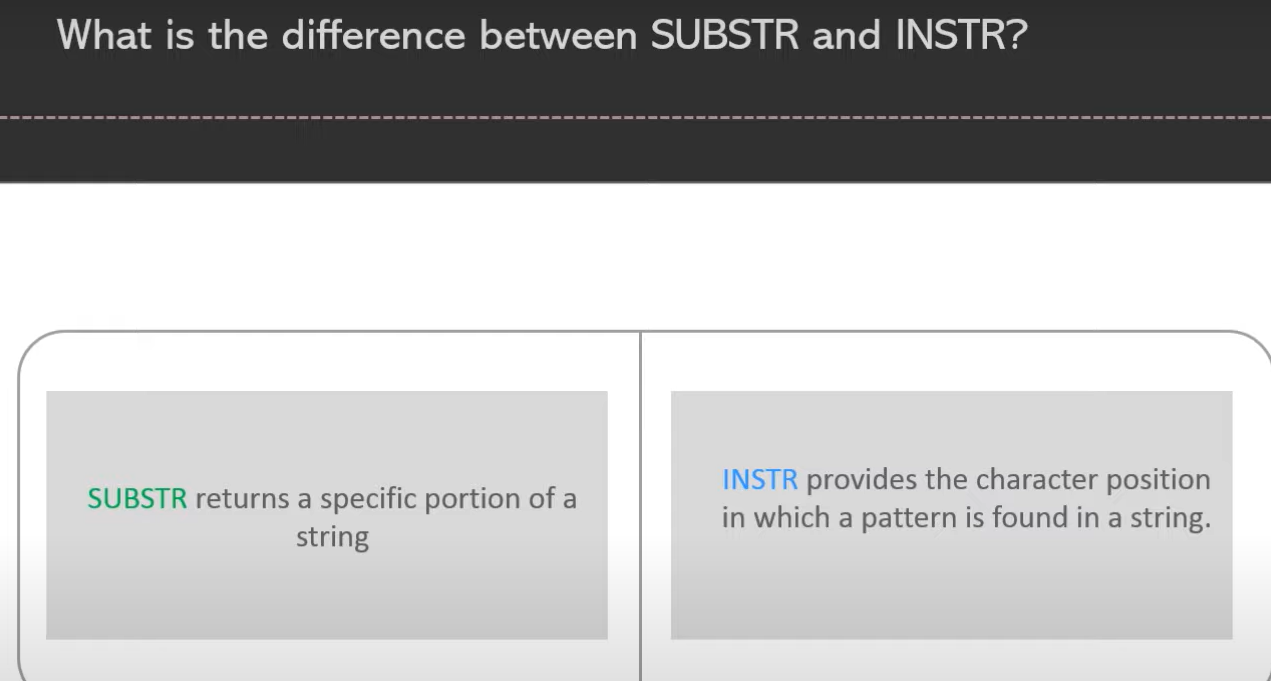 What is the difference between SUBSTR and INSTR?
SUBSTR returns a specific portion of a
string
INSTR provides the character position
in which a pattern is found in a string.